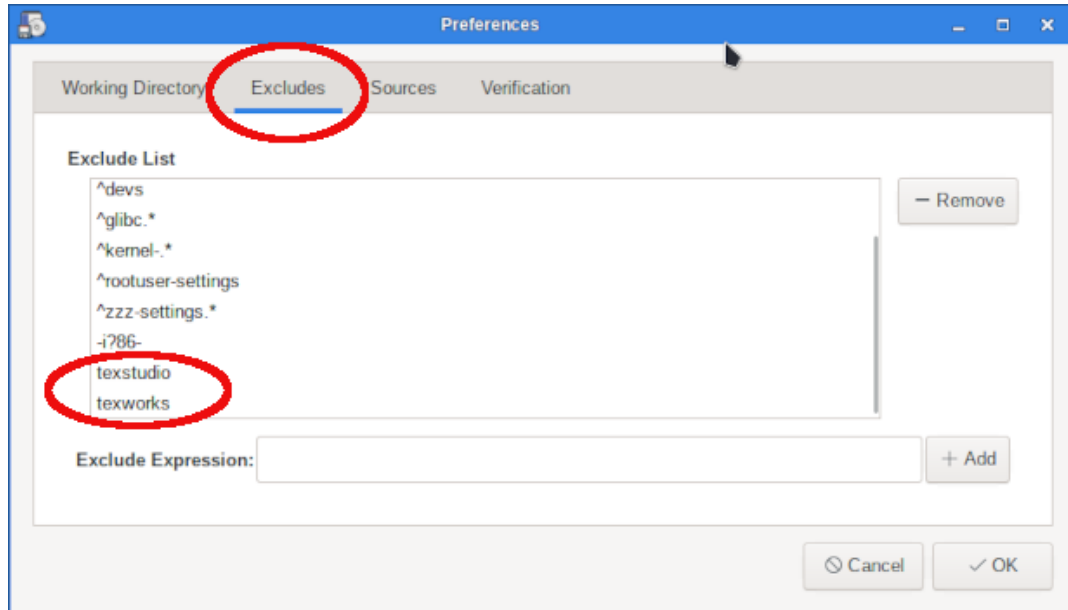 Preferences
Working Directory Excludes Sources Verification
Exclude List
^devs
− Remove
^glibc.*
^kernel-.*
^rootuser-settings
^zzz-settings.*
-i?86-
texstudio
texworks
Exclude Expression: + Add
Cancel OK